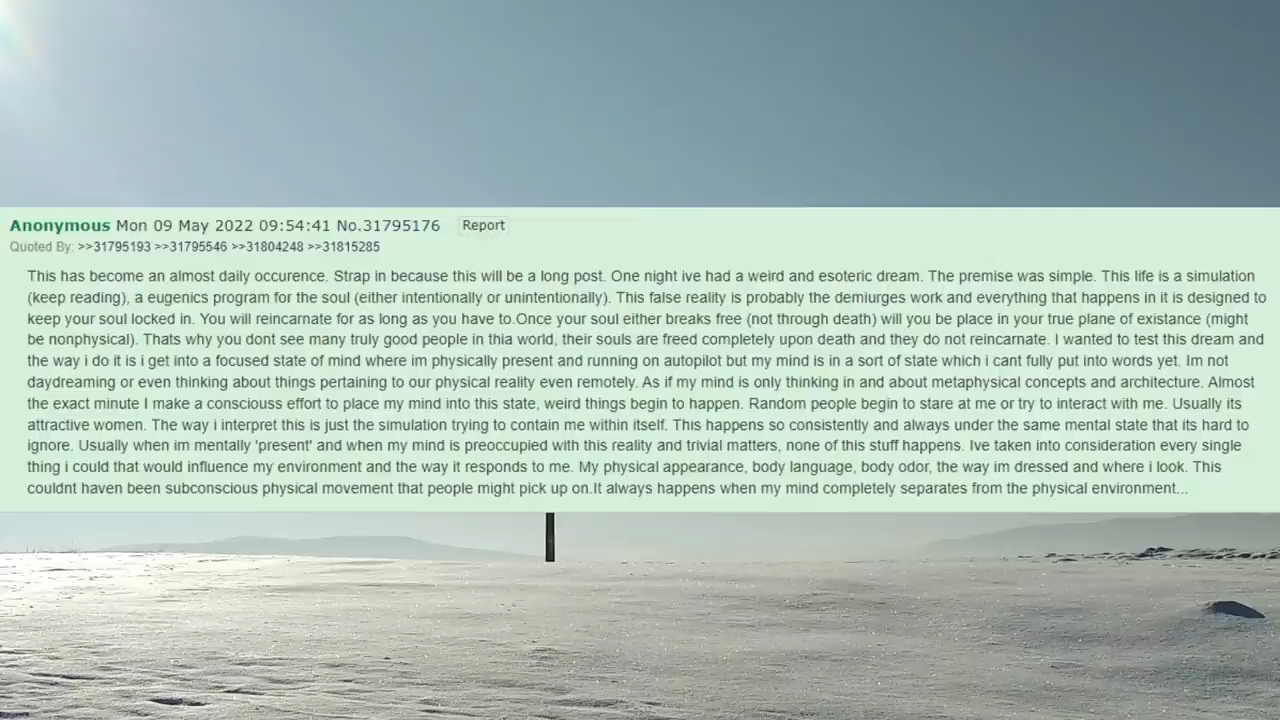 Anonymous Mon 09 May 2022 09:54:41 No.31795176 Report
Quoted By: >>31795193 >>31795546 >>31804248 >>31815285
This has become an almost daily occurence. Strap in because this will be a long post. One night ive had a weird and esoteric dream. The premise was simple. This life is a simulation
(keep reading), a eugenics program for the soul (either intentionally or unintentionally). This false reality is probably the demiurges work and everything that happens in it is designed to
keep your soul locked in. You will reincarnate for as long as you have to.Once your soul either breaks free (not through death) will you be place in your true plane of existance (might
be nonphysical). Thats why you dont see many truly good people in thia world, their souls are freed completely upon death and they do not reincarnate. I wanted to test this dream and
the way i do it is i get into a focused state of mind where im physically present and running on autopilot but my mind is in a sort of state which i cant fully put into words yet. Im not
daydreaming or even thinking about things pertaining to our physical reality even remotely. As if my mind is only thinking in and about metaphysical concepts and architecture. Almost
the exact minute I make a consciouss effort to place my mind into this state, weird things begin to happen. Random people begin to stare at me or try to interact with me. Usually its
attractive women. The way i interpret this is just the simulation trying to contain me within itself. This happens so consistently and always under the same mental state that its hard to
ignore. Usually when im mentally 'present' and when my mind is preoccupied with this reality and trivial matters, none of this stuff happens. Ive taken into consideration every single
thing i could that would influence my environment and the way it responds to me. My physical appearance, body language, body odor, the way im dressed and where i look. This
couldnt haven been subconscious physical movement that people might pick up on.It always happens when my mind completely separates from the physical environment...